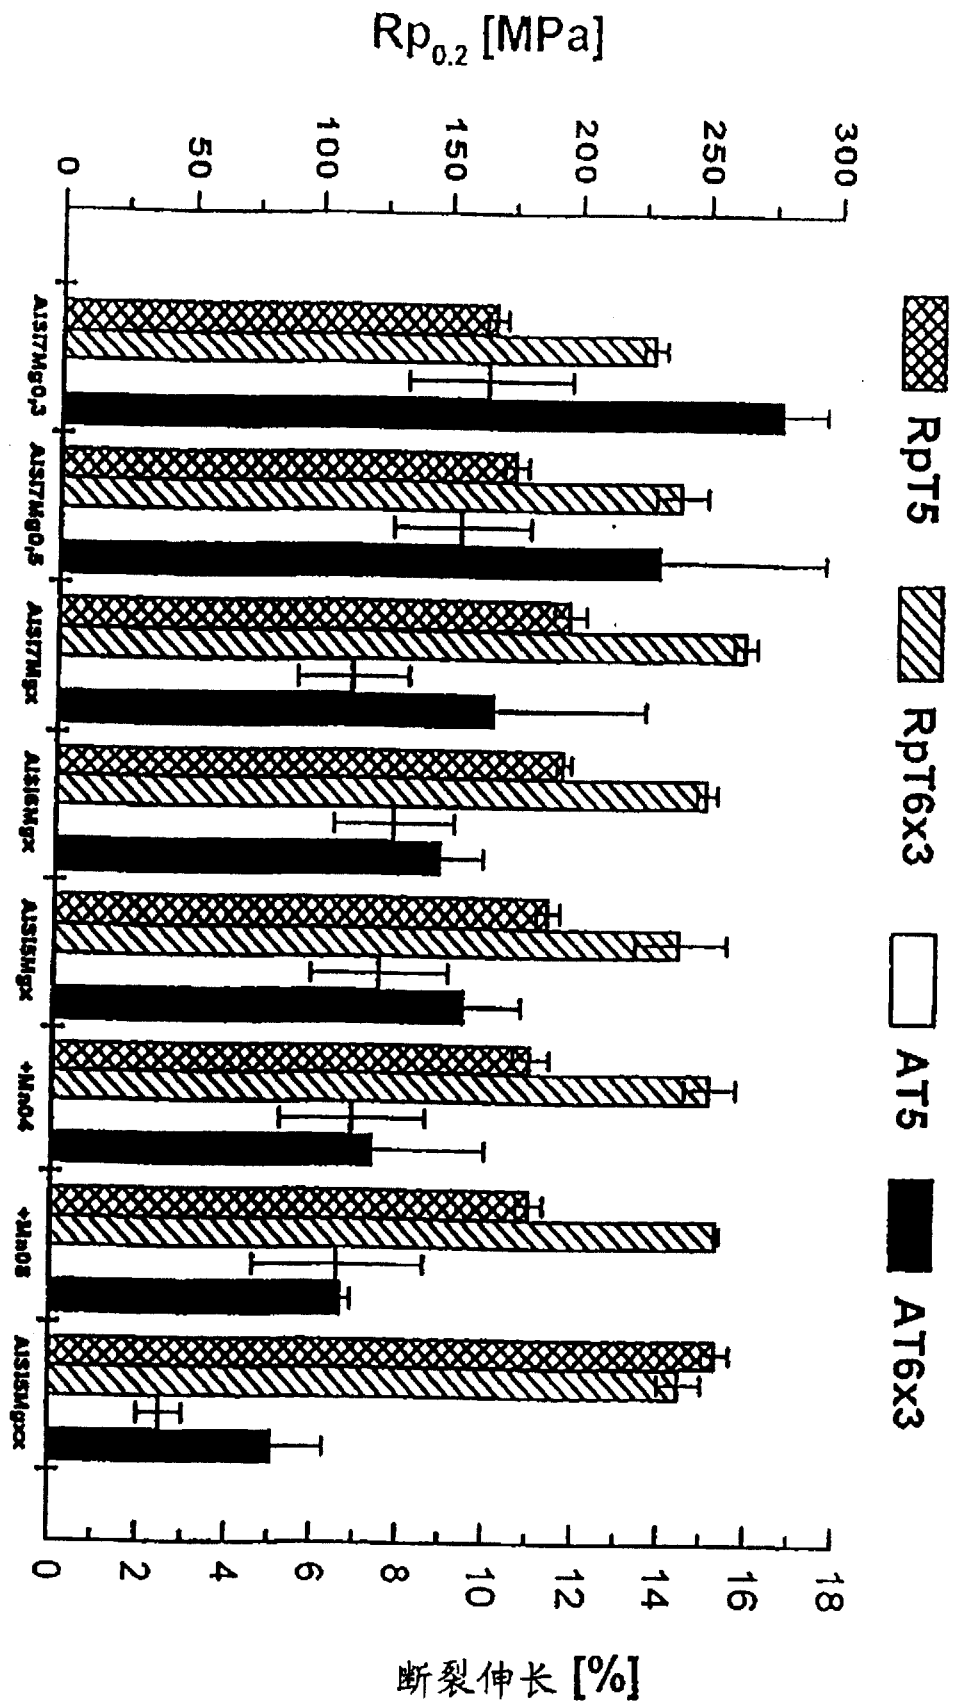 RpT5 RpT6x3 AT5 AT6x3
Rp0.2 [MPa]
300
250
200
150
100
50
0
18
16
14
12
10
8
6
4
2
0
断裂伸长 [%]
AlSi7Mg0,3
AlSi7Mg0,5
AlSi7Mgx
AlSi6Mgx
AlSi5Mgx
+Mn04
+Mn08
AlSi5Mgxx